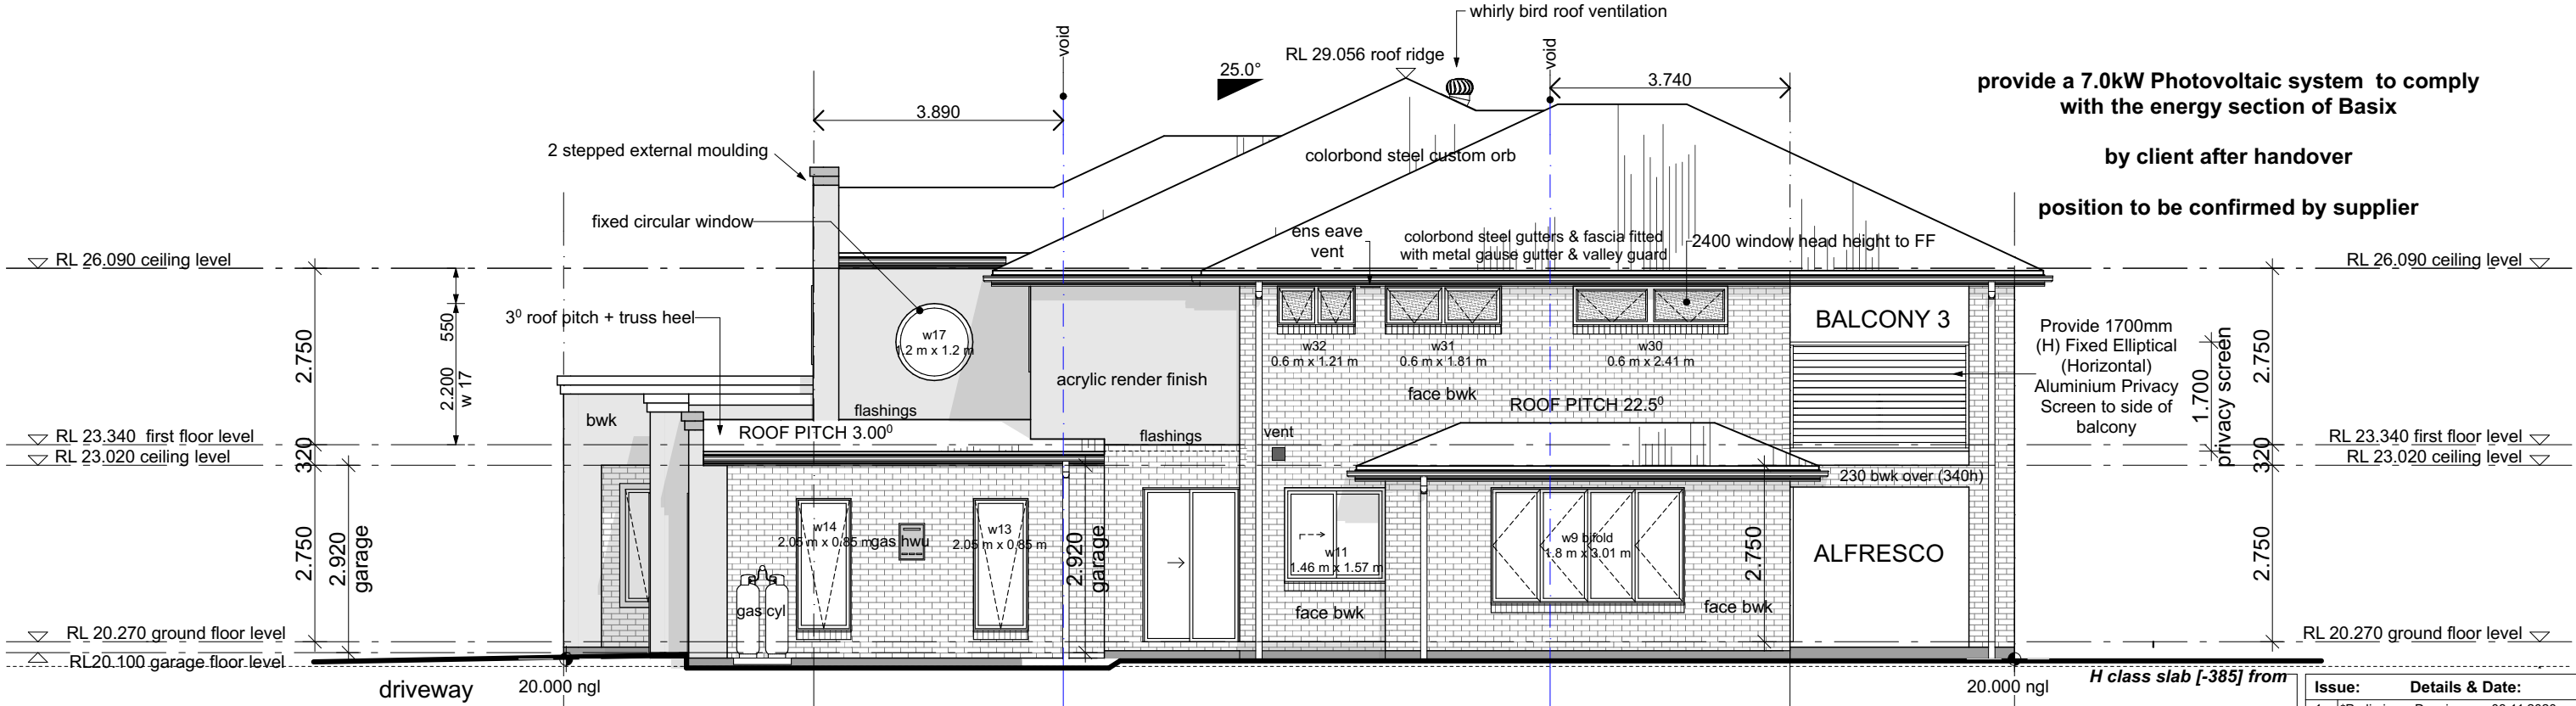 whirly bird roof ventilation
void
void
RL 29.056 roof ridge
25.0°
3.740
3.890
provide a 7.0kW Photovoltaic system to comply
with the energy section of Basix
by client after handover
position to be confirmed by supplier
2 stepped external moulding
colorbond steel custom orb
fixed circular window
ens eave
vent
colorbond steel gutters & fascia fitted
with metal gause gutter & valley guard
2400 window head height to FF
RL 26.090 ceiling level
RL 26.090 ceiling level
3⁰ roof pitch + truss heel
550
2.200
w 17
2.750
w17
1.2 m x 1.2 m
w32
0.6 m x 1.21 m
w31
0.6 m x 1.81 m
w30
0.6 m x 2.41 m
BALCONY 3
Provide 1700mm
(H) Fixed Elliptical
(Horizontal)
Aluminium Privacy
Screen to side of
balcony
1.700
privacy screen
2.750
acrylic render finish
face bwk
ROOF PITCH 22.5⁰
bwk
flashings
ROOF PITCH 3.00⁰
flashings
vent
RL 23.340 first floor level
RL 23.020 ceiling level
320
RL 23.340 first floor level
RL 23.020 ceiling level
320
230 bwk over (340h)
2.750
2.920
garage
w14
2.05 m x 0.85 m
gas hwu
w13
2.05 m x 0.85 m
2.920
garage
w11
1.46 m x 1.57 m
w9 bifold
1.8 m x 3.01 m
2.750
ALFRESCO
2.750
gas cyl
face bwk
face bwk
RL 20.270 ground floor level
RL20.100 garage floor level
RL 20.270 ground floor level
driveway
20.000 ngl
20.000 ngl
H class slab [-385] from
Issue: Details & Date: